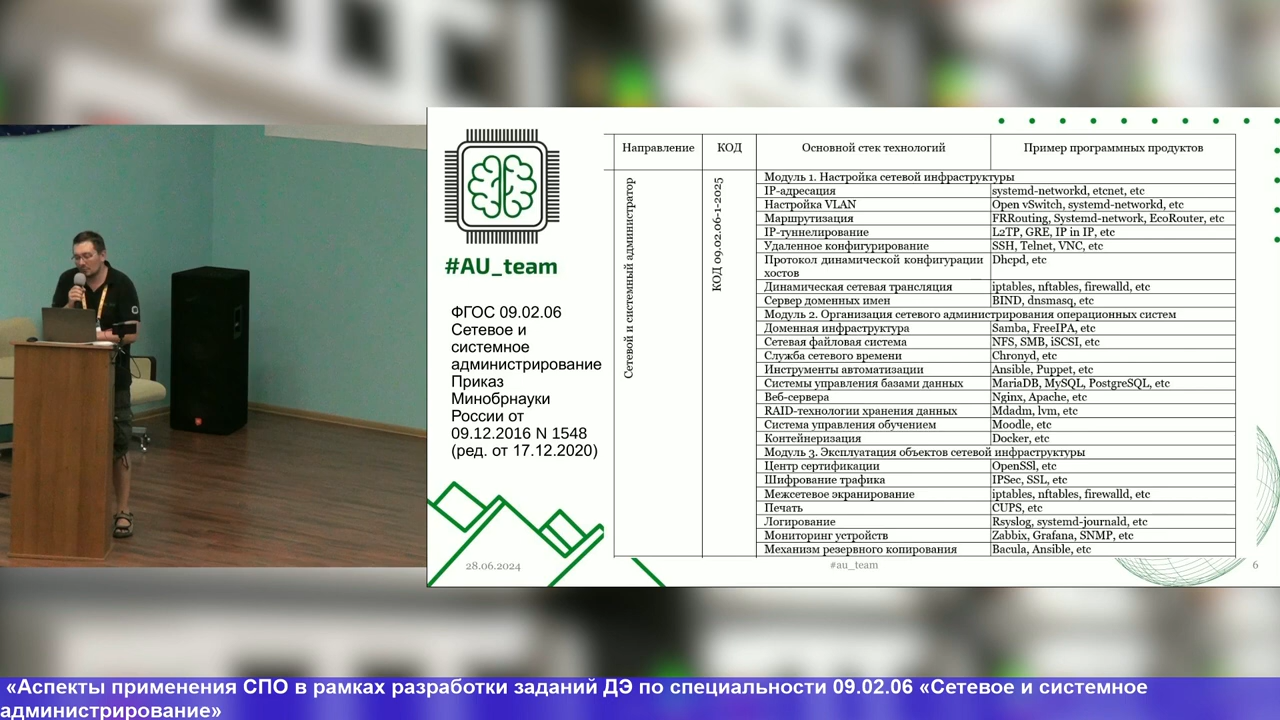 #AU_team
ФГОС 09.02.06
Сетевое и
системное
администрирование
Приказ
Минобрнауки
России от
09.12.2016 N 1548
(ред. от 17.12.2020)
Направление КОД Основной стек технологий Пример программных продуктов
Сетевой и системный администратор
КОД 09.02.06-1-2025
Модуль 1. Настройка сетевой инфраструктуры
IP-адресация systemd-networkd, etcnet, etc
Настройка VLAN Open vSwitch, systemd-networkd, etc
Маршрутизация FRRouting, Systemd-network, EcoRouter, etc
IP-туннелирование L2TP, GRE, IP in IP, etc
Удаленное конфигурирование SSH, Telnet, VNC, etc
Протокол динамической конфигурации Dhcpd, etc
хостов
Динамическая сетевая трансляция iptables, nftables, firewalld, etc
Сервер доменных имен BIND, dnsmasq, etc
Модуль 2. Организация сетевого администрирования операционных систем
Доменная инфраструктура Samba, FreeIPA, etc
Сетевая файловая система NFS, SMB, iSCSI, etc
Служба сетевого времени Chronyd, etc
Инструменты автоматизации Ansible, Puppet, etc
Системы управления базами данных MariaDB, MySQL, PostgreSQL, etc
Веб-сервера Nginx, Apache, etc
RAID-технологии хранения данных Mdadm, lvm, etc
Система управления обучением Moodle, etc
Контейнеризация Docker, etc
Модуль 3. Эксплуатация объектов сетевой инфраструктуры
Центр сертификации OpenSSl, etc
Шифрование трафика IPSec, SSL, etc
Межсетевое экранирование iptables, nftables, firewalld, etc
Печать CUPS, etc
Логирование Rsyslog, systemd-journald, etc
Мониторинг устройств Zabbix, Grafana, SNMP, etc
Механизм резервного копирования Bacula, Ansible, etc
28.06.2024 #au_team 6
«Аспекты применения СПО в рамках разработки заданий ДЭ по специальности 09.02.06 «Сетевое и системное
администрирование»